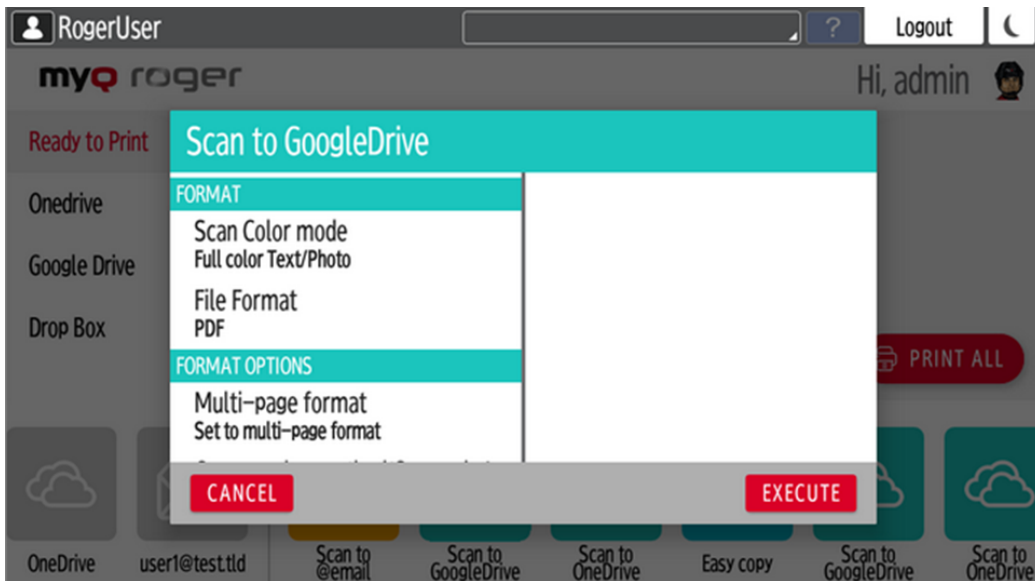 RogerUser
?
Logout
myQ roger
Hi, admin
Ready to Print
Onedrive
Google Drive
Drop Box
Scan to GoogleDrive
FORMAT
Scan Color mode
Full color Text/Photo
File Format
PDF
FORMAT OPTIONS
Multi-page format
Set to multi-page format
CANCEL
EXECUTE
PRINT ALL
OneDrive
user1@test.tld
Scan to
@email
Scan to
GoogleDrive
Scan to
OneDrive
Easy copy
Scan to
GoogleDrive
Scan to
OneDrive